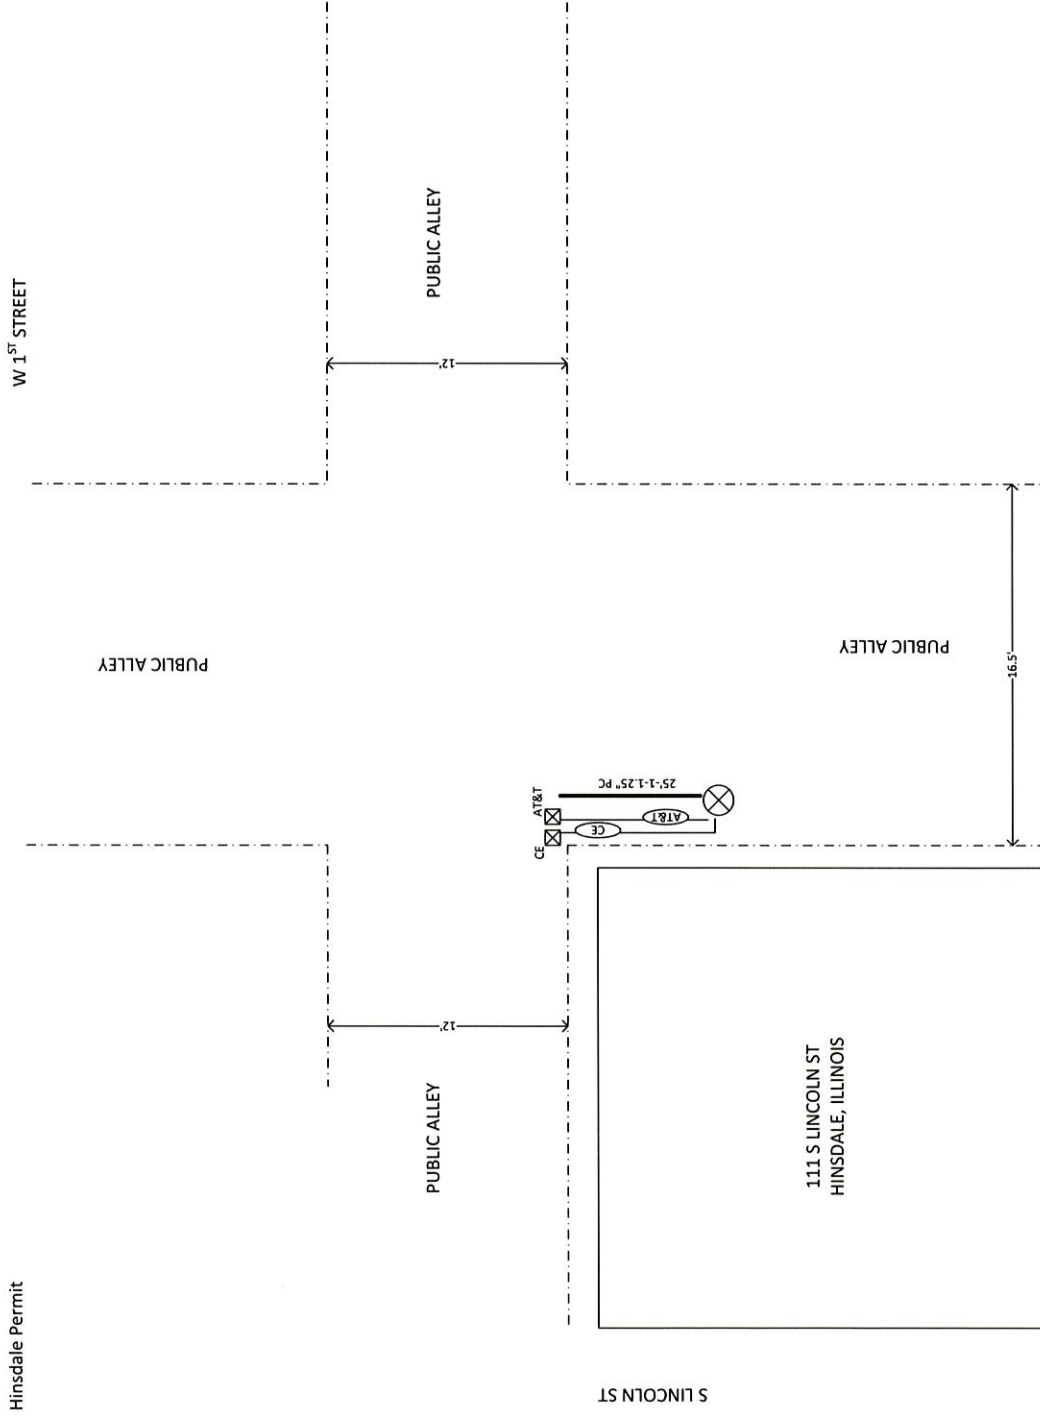 Hinsdale Permit
W 1ST STREET
PUBLIC ALLEY
12'
PUBLIC ALLEY
12'
PUBLIC ALLEY
PUBLIC ALLEY
16.5'
CE
AT&T
CE
AT&T
25'-1-1.25" PC
111 S LINCOLN ST
HINSDALE, ILLINOIS
S LINCOLN ST